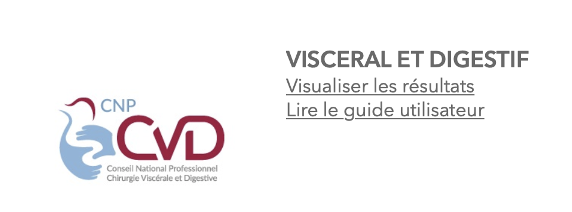 VISCERAL ET DIGESTIF
Visualiser les résultats
Lire le guide utilisateur
CNP
CVD
Conseil National Professionnel
Chirurgie Viscérale et Digestive